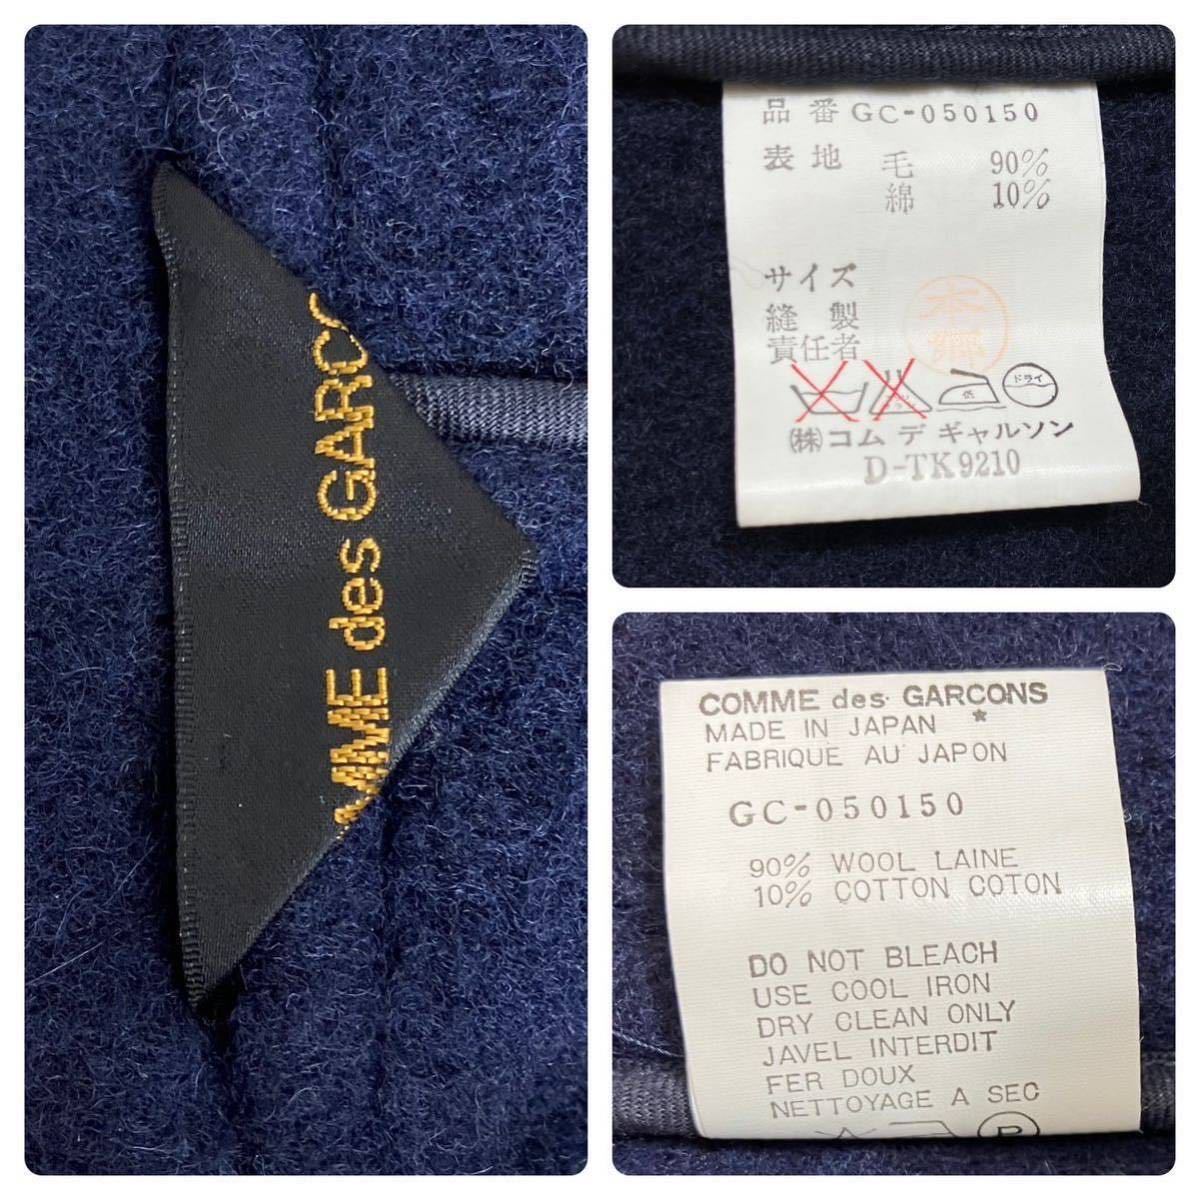 MME des GARCO
品番 GC-050150
表地 毛 90%
綿 10%
サイズ
縫製
責任者
本郷
低 ドライ
(株)コム デ ギャルソン
D-TK9210
COMME des GARCONS
MADE IN JAPAN *
FABRIQUE AU JAPON
GC-050150
90% WOOL LAINE
10% COTTON COTON
DO NOT BLEACH
USE COOL IRON
DRY CLEAN ONLY
JAVEL INTERDIT
FER DOUX
NETTOYAGE A SEC
P